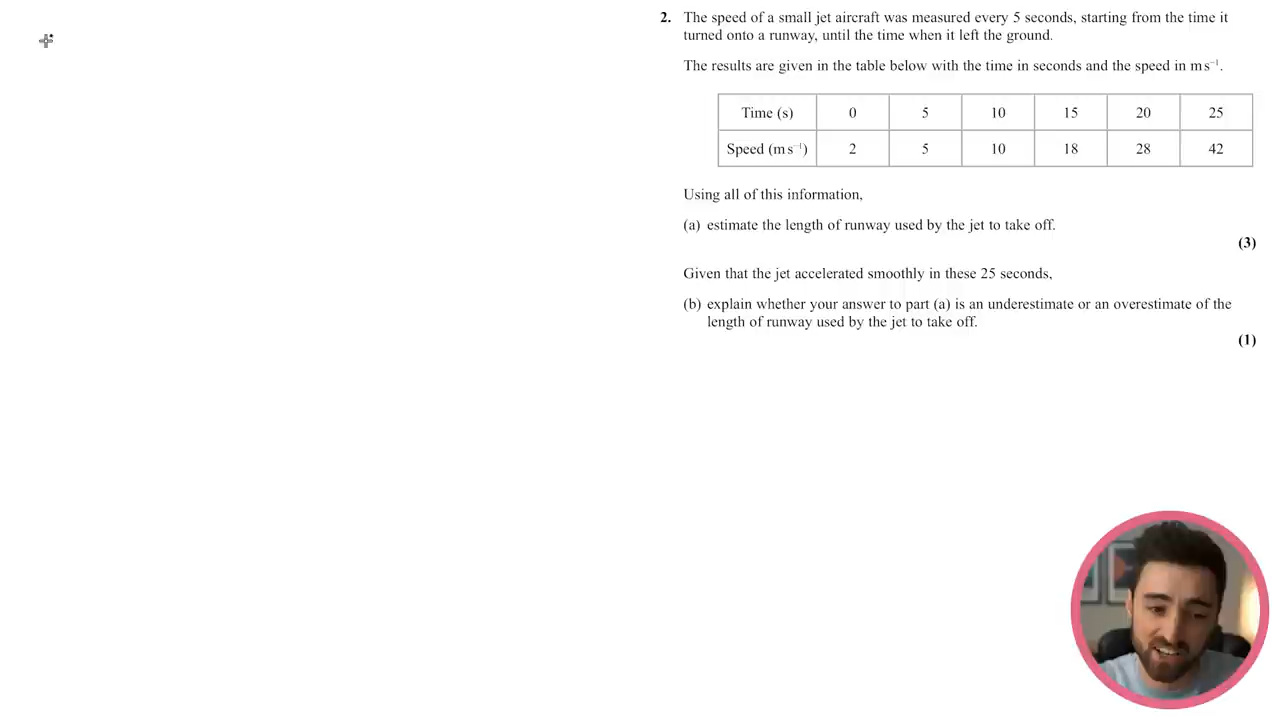 2. The speed of a small jet aircraft was measured every 5 seconds, starting from the time it
turned onto a runway, until the time when it left the ground.
The results are given in the table below with the time in seconds and the speed in m s⁻¹.
Time (s) 0 5 10 15 20 25
Speed (m s⁻¹) 2 5 10 18 28 42
Using all of this information,
(a) estimate the length of runway used by the jet to take off.
(3)
Given that the jet accelerated smoothly in these 25 seconds,
(b) explain whether your answer to part (a) is an underestimate or an overestimate of the
length of runway used by the jet to take off.
(1)